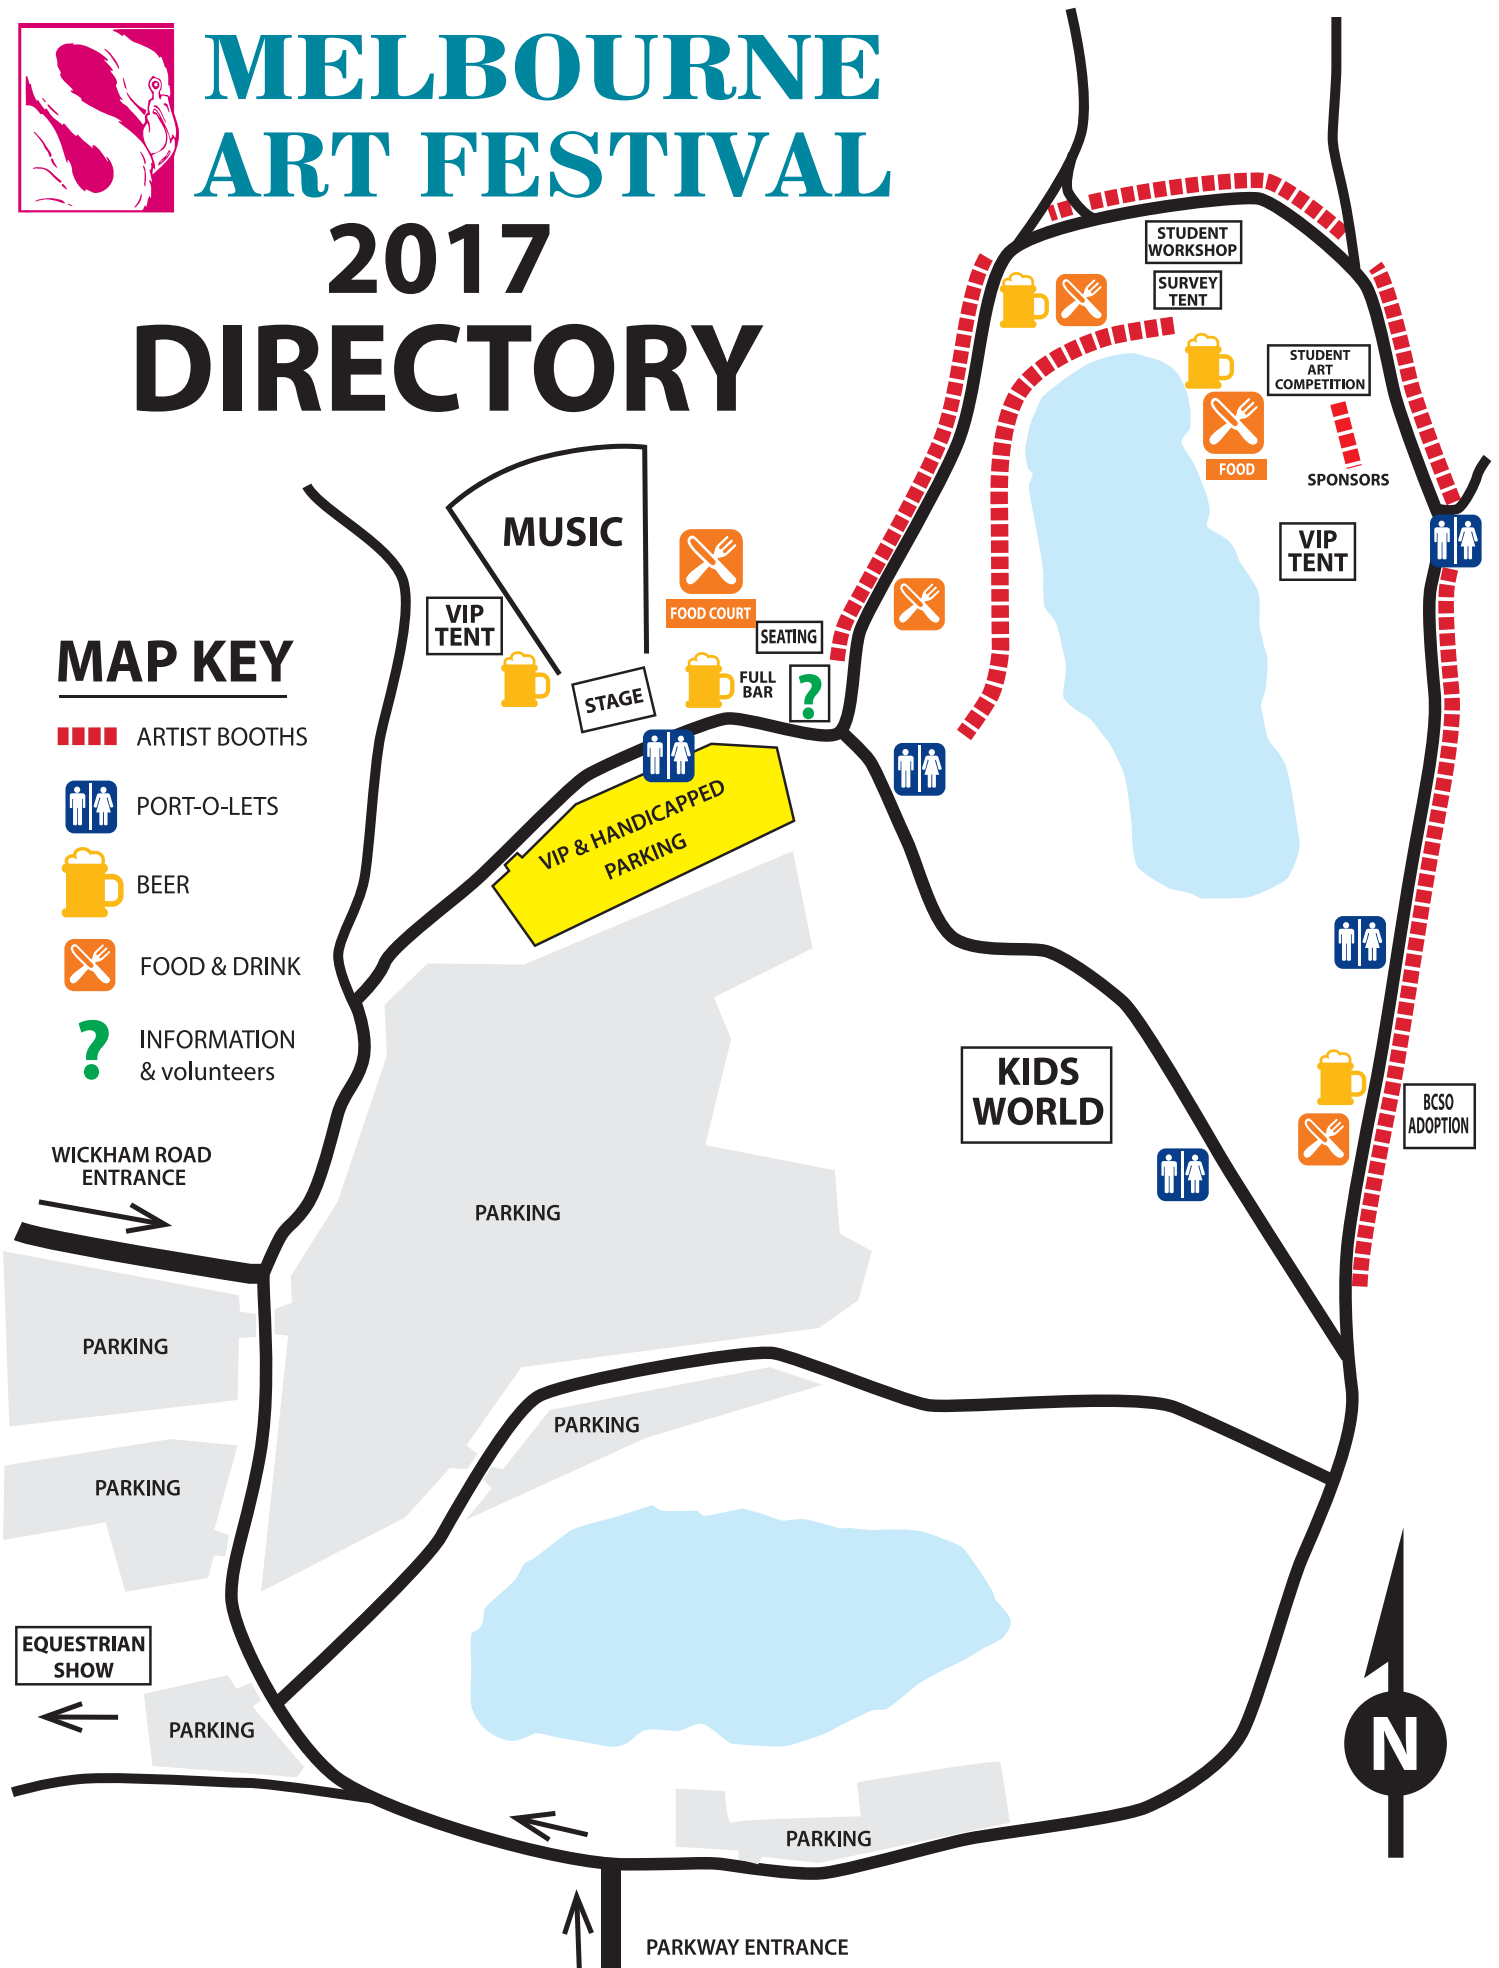 MELBOURNE
ART FESTIVAL
2017
DIRECTORY
STUDENT
WORKSHOP
SURVEY
TENT
STUDENT
ART
COMPETITION
FOOD
SPONSORS
VIP
TENT
MUSIC
FOOD COURT
VIP
TENT
SEATING
FULL
BAR
?
STAGE
VIP & HANDICAPPED
PARKING
MAP KEY
ARTIST BOOTHS
PORT-O-LETS
BEER
FOOD & DRINK
?
INFORMATION
& volunteers
KIDS
WORLD
BCSO
ADOPTION
WICKHAM ROAD
ENTRANCE
PARKING
PARKING
PARKING
PARKING
EQUESTRIAN
SHOW
PARKING
N
PARKING
PARKWAY ENTRANCE